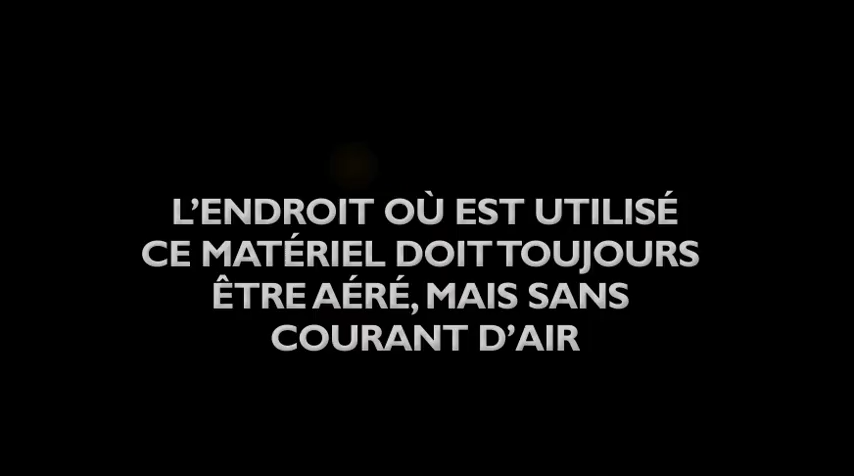 L’ENDROIT OÙ EST UTILISÉ
CE MATÉRIEL DOIT TOUJOURS
ÊTRE AÉRÉ, MAIS SANS
COURANT D’AIR